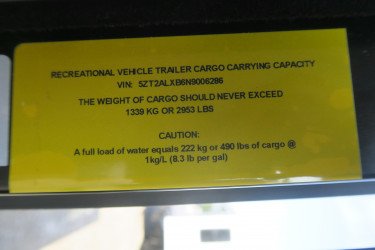 RECREATIONAL VEHICLE TRAILER CARGO CARRYING CAPACITY
VIN: 5ZT2ALXB6N9006286
THE WEIGHT OF CARGO SHOULD NEVER EXCEED
1339 KG OR 2953 LBS
CAUTION:
A full load of water equals 222 kg or 490 lbs of cargo @
1kg/L (8.3 lb per gal)